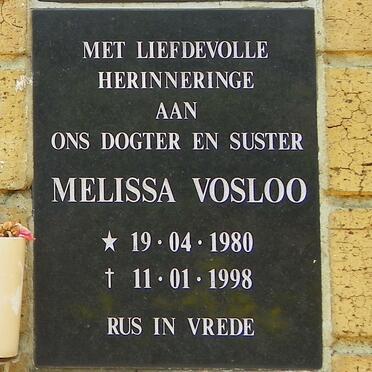 MET LIEFDEVOLLE
HERINNERINGE
AAN
ONS DOGTER EN SUSTER
MELISSA VOSLOO
★ 19·04·1980
† 11·01·1998
RUS IN VREDE